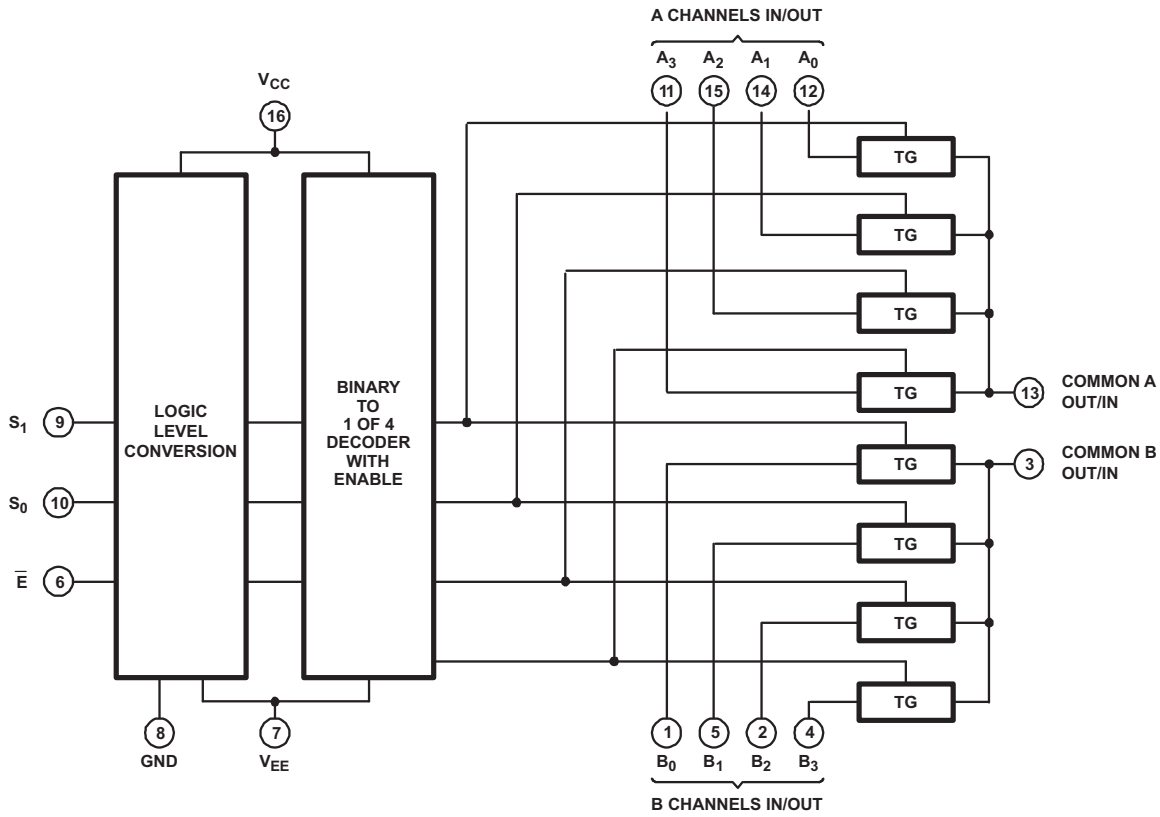 A CHANNELS IN/OUT
A3 A2 A1 A0
11 15 14 12
VCC
16
TG
TG
TG
TG
13 COMMON A
OUT/IN
BINARY
TO
1 OF 4
DECODER
WITH
ENABLE
LOGIC
LEVEL
CONVERSION
S1 9
S0 10
E̅ 6
TG
3 COMMON B
OUT/IN
TG
TG
TG
8
GND
7
VEE
1 5 2 4
B0 B1 B2 B3
B CHANNELS IN/OUT